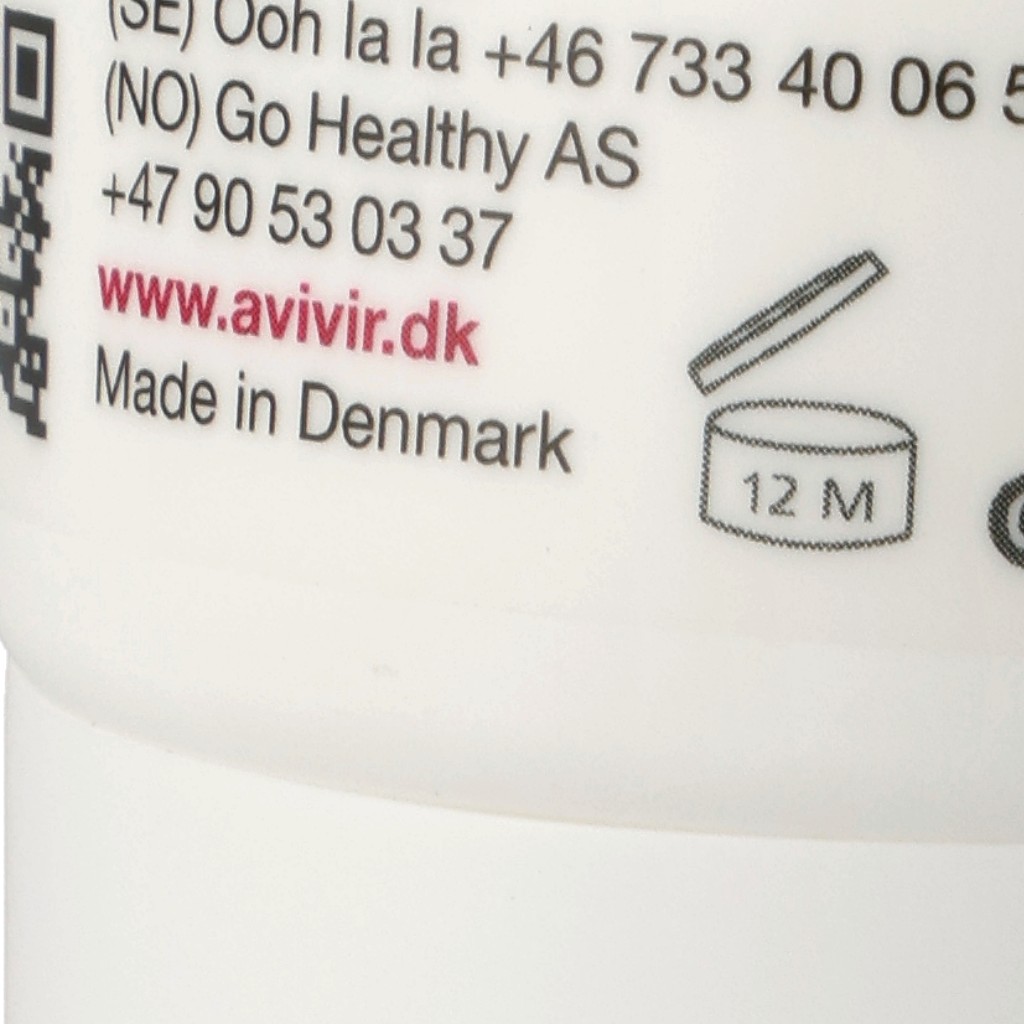 (SE) Ooh la la +46 733 40 06
(NO) Go Healthy AS
+47 90 53 03 37
www.avivir.dk
Made in Denmark
12 M